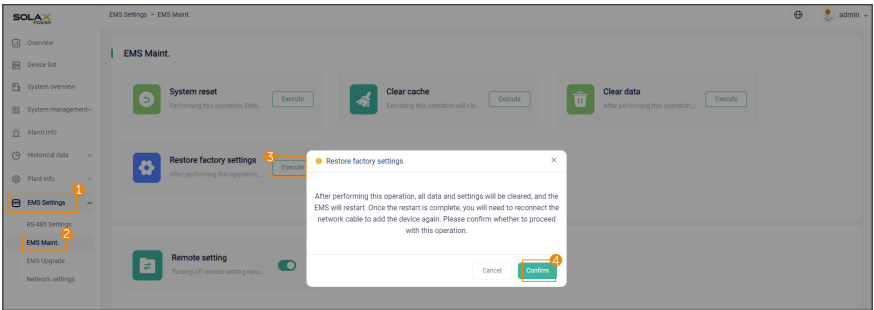 SOLAX
POWER
EMS Settings > EMS Maint.
admin
Overview
Device list
System overview
System management
Alarm info
Historical data
Plant info
1
EMS Settings
RS-485 Settings
2
EMS Maint.
EMS Upgrade
Network settings
EMS Maint.
System reset
Performing this operation, EMS...
Execute
Clear cache
Executing this operation will cle...
Execute
Clear data
After performing this operation,...
Execute
Restore factory settings
After performing this operation,...
3
Execute
Restore factory settings
×
After performing this operation, all data and settings will be cleared, and the
EMS will restart. Once the restart is complete, you will need to reconnect the
network cable to add the device again. Please confirm whether to proceed
with this operation.
Cancel
4
Confirm
Remote setting
Turning off remote setting mea...